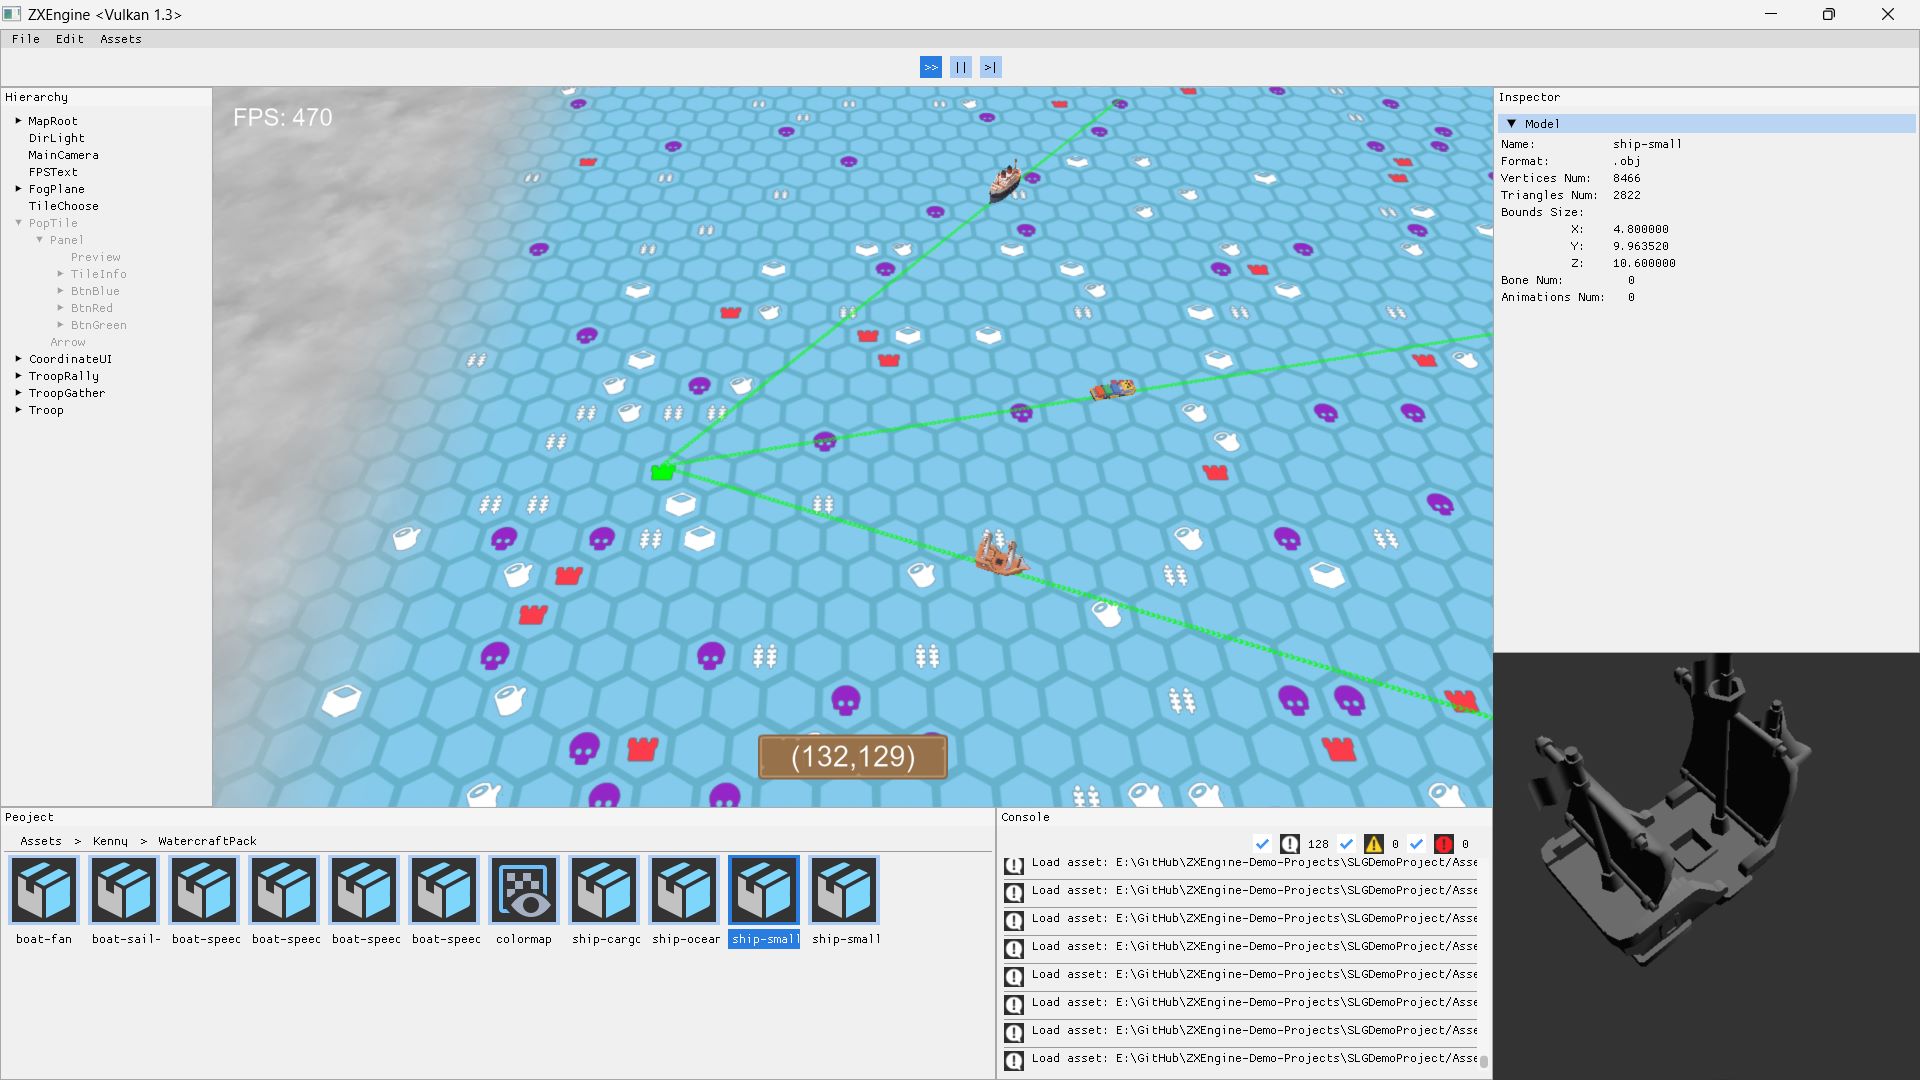 ZXEngine <Vulkan 1.3>
File Edit Assets
>> || >|
Hierarchy
MapRoot
DirLight
MainCamera
FPSText
FogPlane
TileChoose
PopTile
Panel
Preview
TileInfo
BtnBlue
BtnRed
BtnGreen
Arrow
CoordinateUI
TroopRally
TroopGather
Troop
FPS: 470
(132,129)
Inspector
Model
Name: ship-small
Format: .obj
Vertices Num: 8466
Triangles Num: 2822
Bounds Size:
X: 4.800000
Y: 9.963520
Z: 10.600000
Bone Num: 0
Animations Num: 0
Peoject
Assets > Kenny > WatercraftPack
boat-fan boat-sail- boat-speec boat-speec boat-speec boat-speec colormap ship-cargc ship-ocear ship-small ship-small
Console
128 0 0
Load asset: E:\GitHub\ZXEngine-Demo-Projects\SLGDemoProject/Asse
Load asset: E:\GitHub\ZXEngine-Demo-Projects\SLGDemoProject/Asse
Load asset: E:\GitHub\ZXEngine-Demo-Projects\SLGDemoProject/Asse
Load asset: E:\GitHub\ZXEngine-Demo-Projects\SLGDemoProject/Asse
Load asset: E:\GitHub\ZXEngine-Demo-Projects\SLGDemoProject/Asse
Load asset: E:\GitHub\ZXEngine-Demo-Projects\SLGDemoProject/Asse
Load asset: E:\GitHub\ZXEngine-Demo-Projects\SLGDemoProject/Asse
Load asset: E:\GitHub\ZXEngine-Demo-Projects\SLGDemoProject/Asse